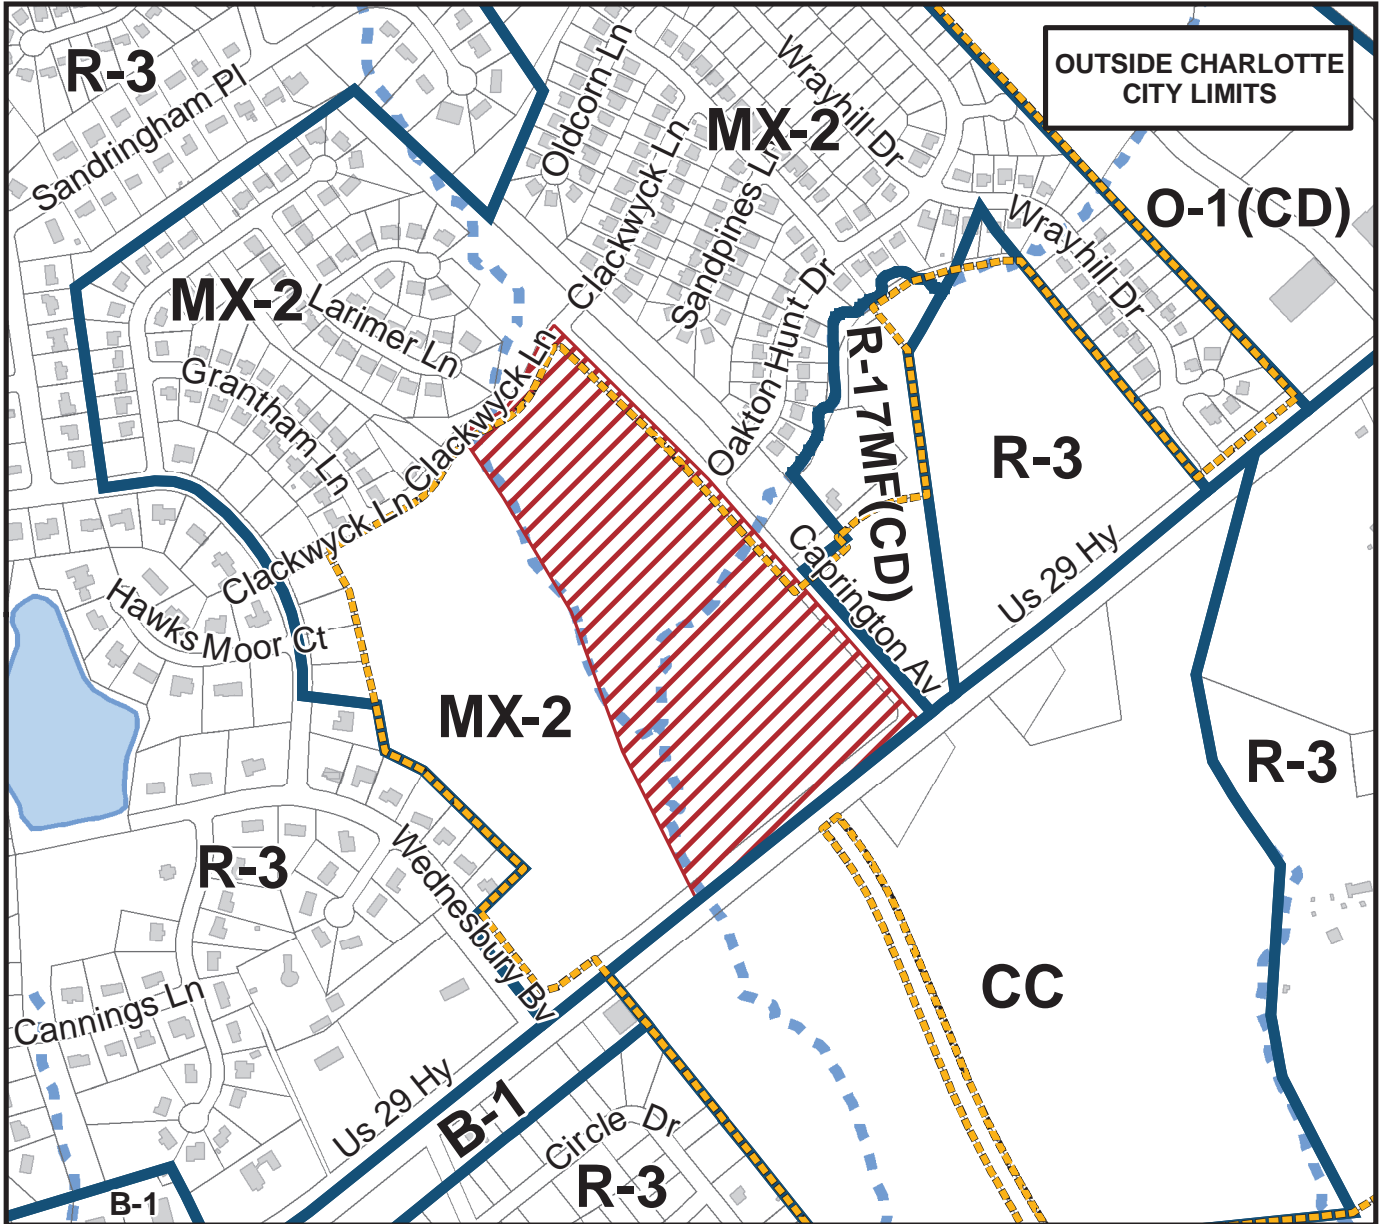 OUTSIDE CHARLOTTE
CITY LIMITS
R-3
Sandringham Pl
Oldcorn Ln
Clackwyck Ln
MX-2
Wrayhill Dr
Sandpines Ln
O-1(CD)
Wrayhill Dr
MX-2
Larimer Ln
Grantham Ln
Clackwyck Ln
Clackwyck Ln
Oakton Hunt Dr
R-17MF(CD)
R-3
Us 29 Hy
Caprington Av
Hawks Moor Ct
MX-2
R-3
R-3
Wednesbury Bv
Cannings Ln
CC
Us 29 Hy
B-1
Circle Dr
R-3
B-1